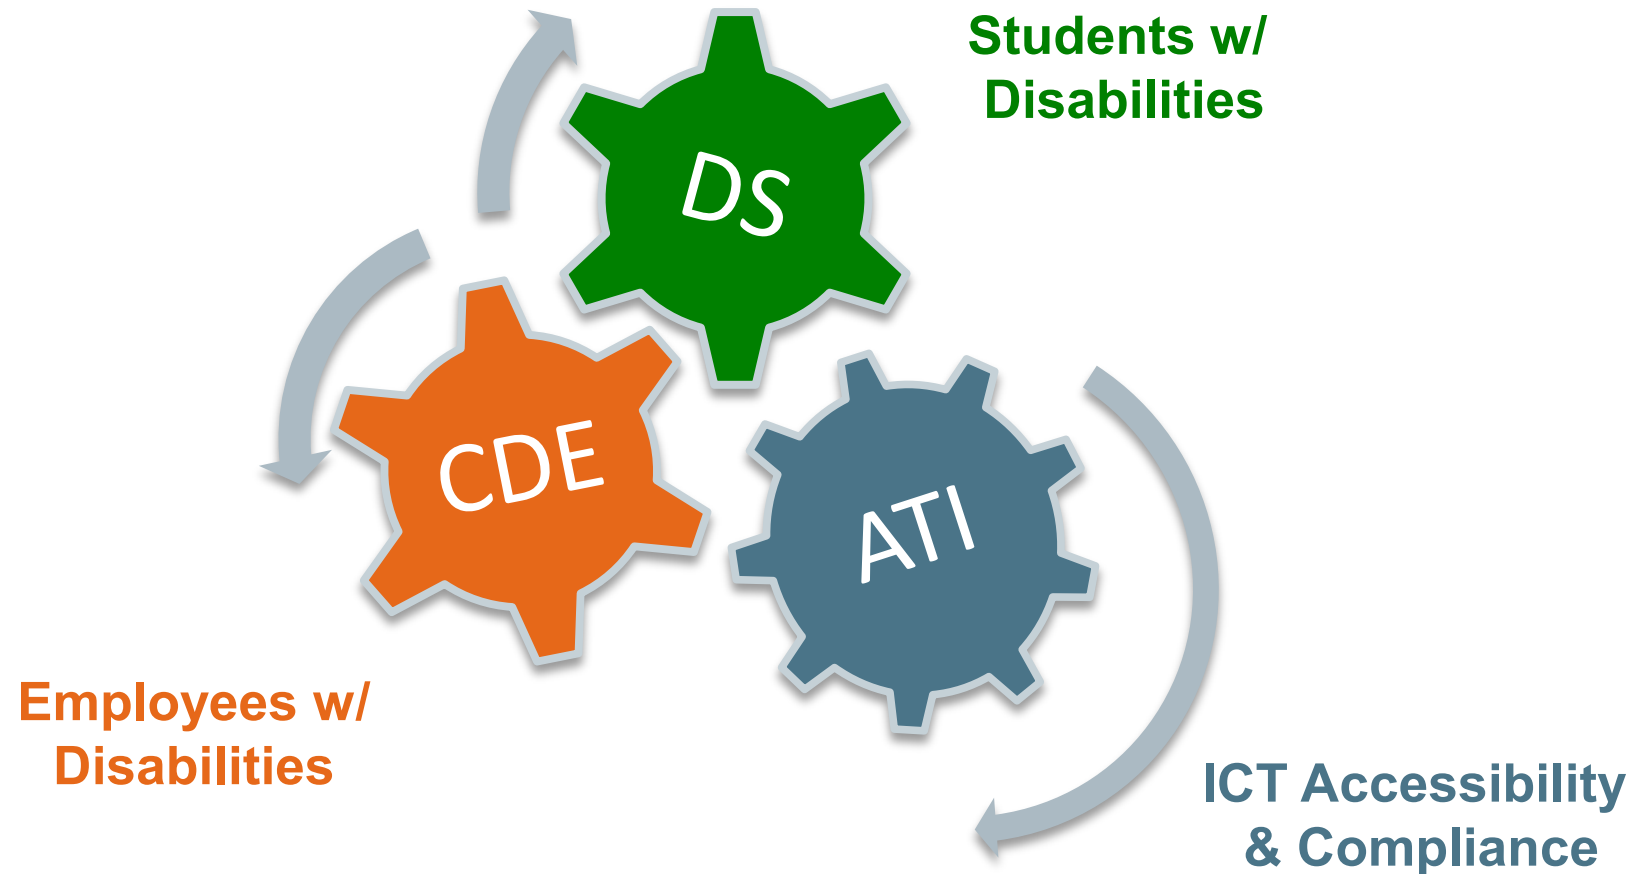 Students w/
Disabilities
DS
CDE
ATI
Employees w/
Disabilities
ICT Accessibility
& Compliance